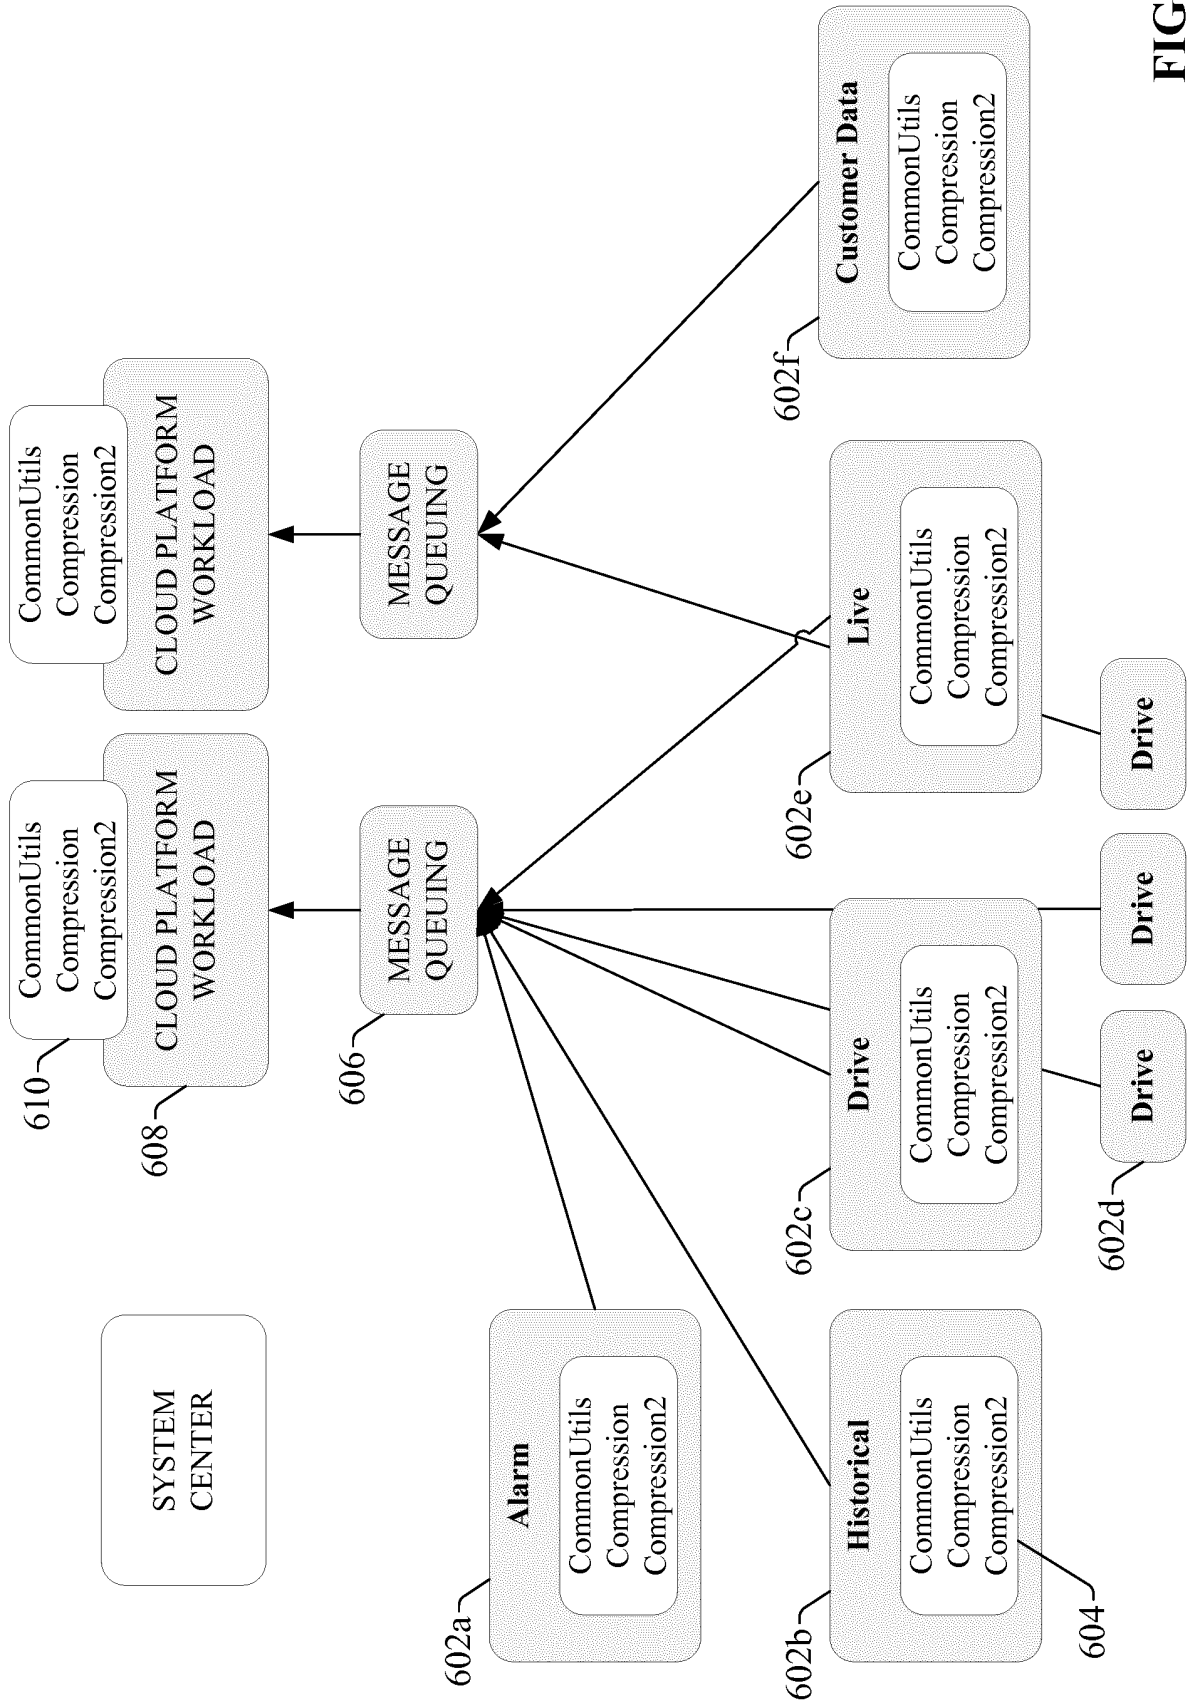 SYSTEM
CENTER
610
CommonUtils
Compression
Compression2
CLOUD PLATFORM
WORKLOAD
608
CommonUtils
Compression
Compression2
CLOUD PLATFORM
WORKLOAD
606
MESSAGE
QUEUING
MESSAGE
QUEUING
602a
Alarm
CommonUtils
Compression
Compression2
602b
Historical
CommonUtils
Compression
Compression2
604
602c
Drive
CommonUtils
Compression
Compression2
602e
Live
CommonUtils
Compression
Compression2
602f
Customer Data
CommonUtils
Compression
Compression2
602d
Drive
Drive
Drive
FIG